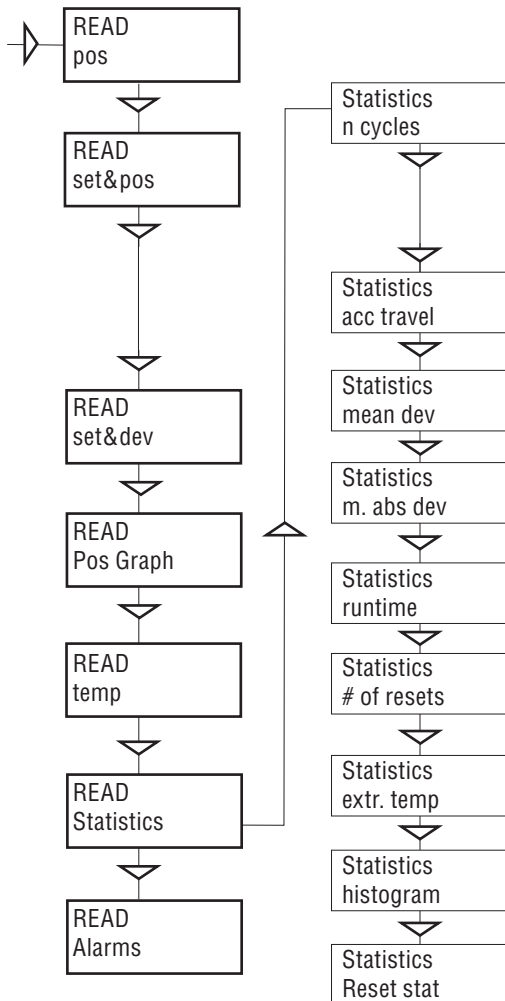 READ
pos
READ
set&pos
READ
set&dev
READ
Pos Graph
READ
temp
READ
Statistics
READ
Alarms
Statistics
n cycles
Statistics
acc travel
Statistics
mean dev
Statistics
m. abs dev
Statistics
runtime
Statistics
# of resets
Statistics
extr. temp
Statistics
histogram
Statistics
Reset stat